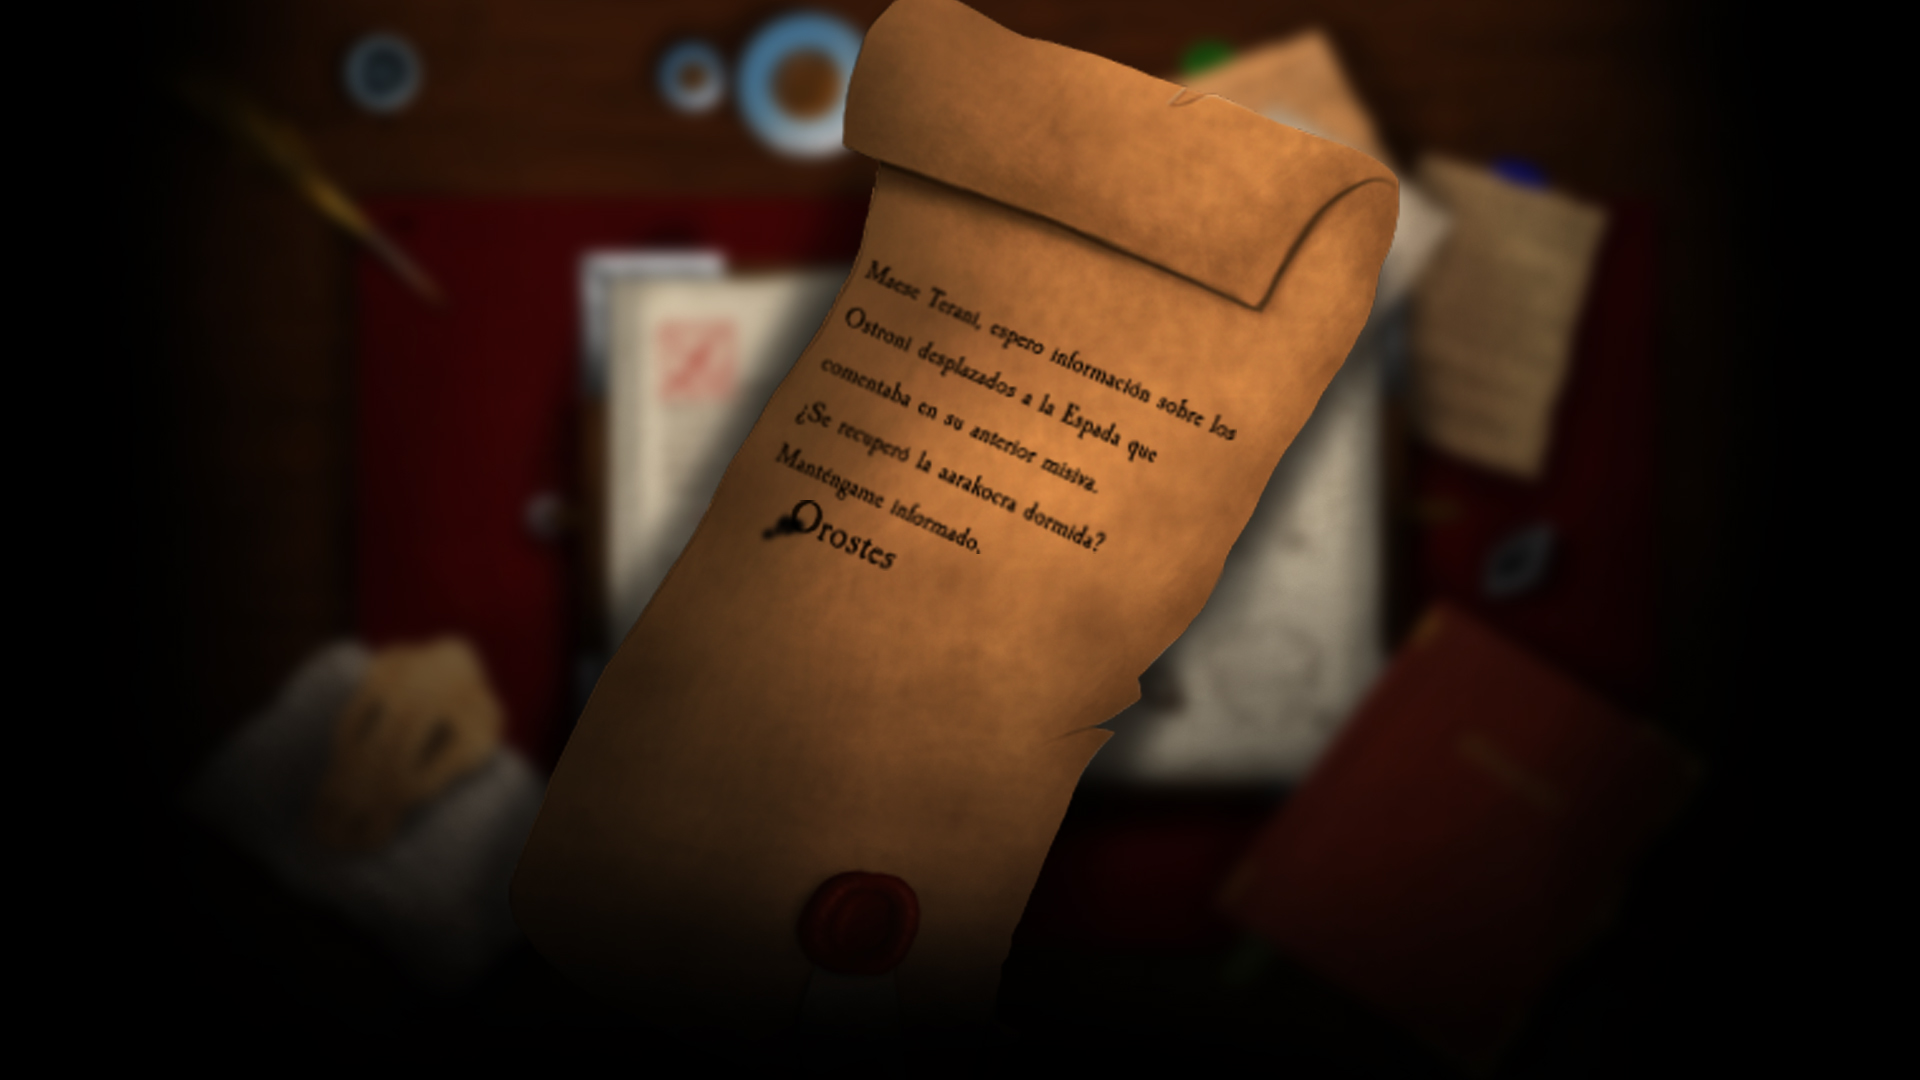 Maese Terani, espero información sobre los
Ostroni desplazados a la Espada que
comentaba en su anterior misiva.
¿Se recuperó la aarakocra dormida?
Manténgame informado.
Orostes